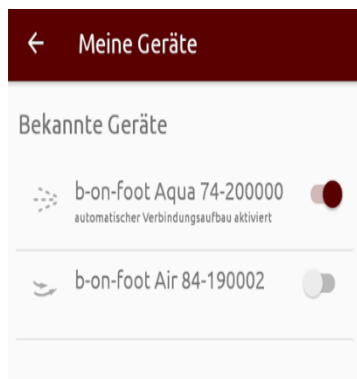 Meine Geräte
Bekannte Geräte
b-on-foot Aqua 74-200000
automatischer Verbindungsaufbau aktiviert
b-on-foot Air 84-190002